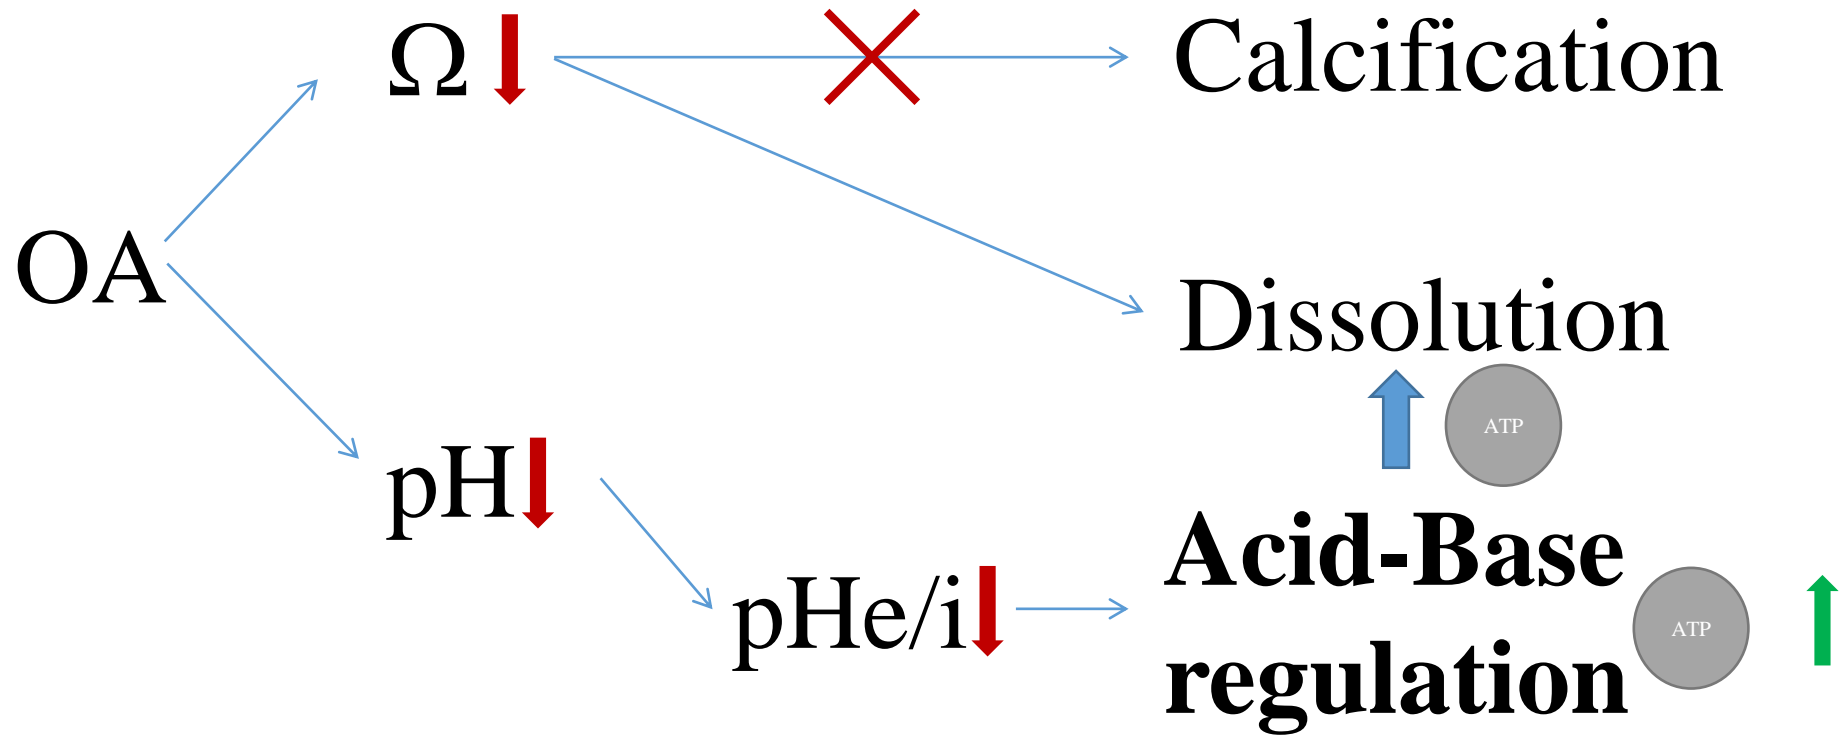 Ω
Calcification
OA
Dissolution
ATP
pH
Acid-Base
pHe/i
ATP
regulation